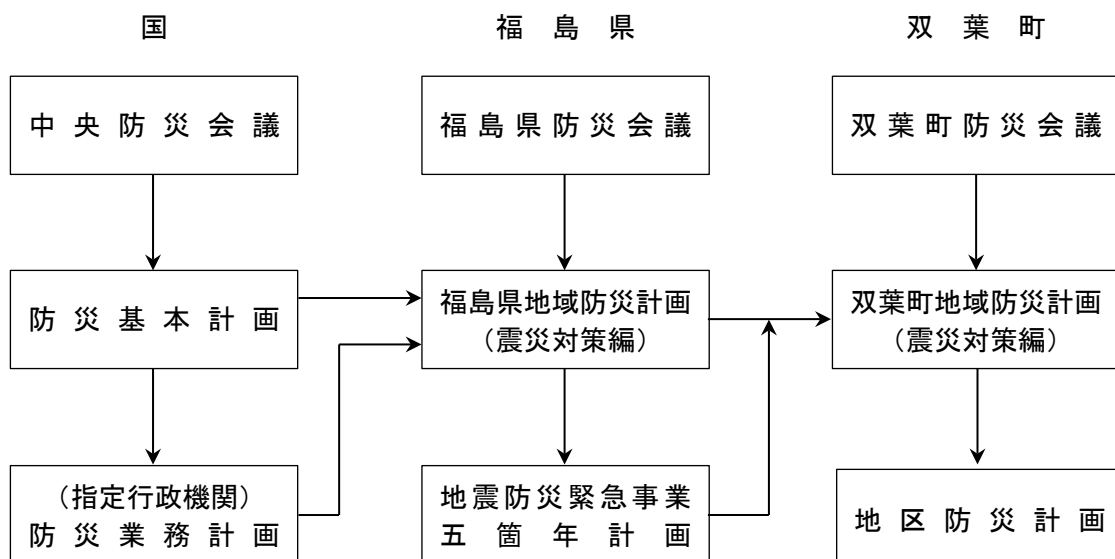 国
福島県
双葉町
中央防災会議
福島県防災会議
双葉町防災会議
防災基本計画
福島県地域防災計画
（震災対策編）
双葉町地域防災計画
（震災対策編）
（指定行政機関）
防災業務計画
地震防災緊急事業
五箇年計画
地区防災計画